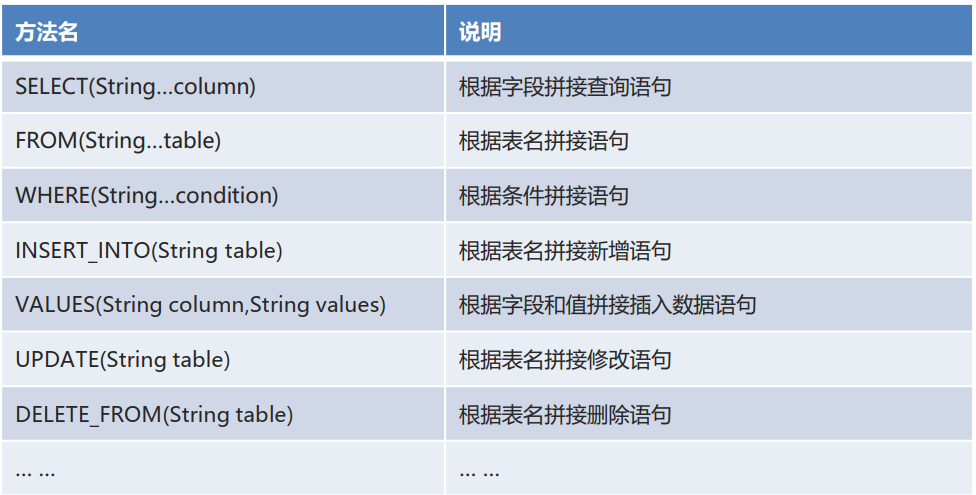 方法名 说明
SELECT(String...column) 根据字段拼接查询语句
FROM(String...table) 根据表名拼接语句
WHERE(String...condition) 根据条件拼接语句
INSERT_INTO(String table) 根据表名拼接新增语句
VALUES(String column,String values) 根据字段和值拼接插入数据语句
UPDATE(String table) 根据表名拼接修改语句
DELETE_FROM(String table) 根据表名拼接删除语句
... ... ... ...